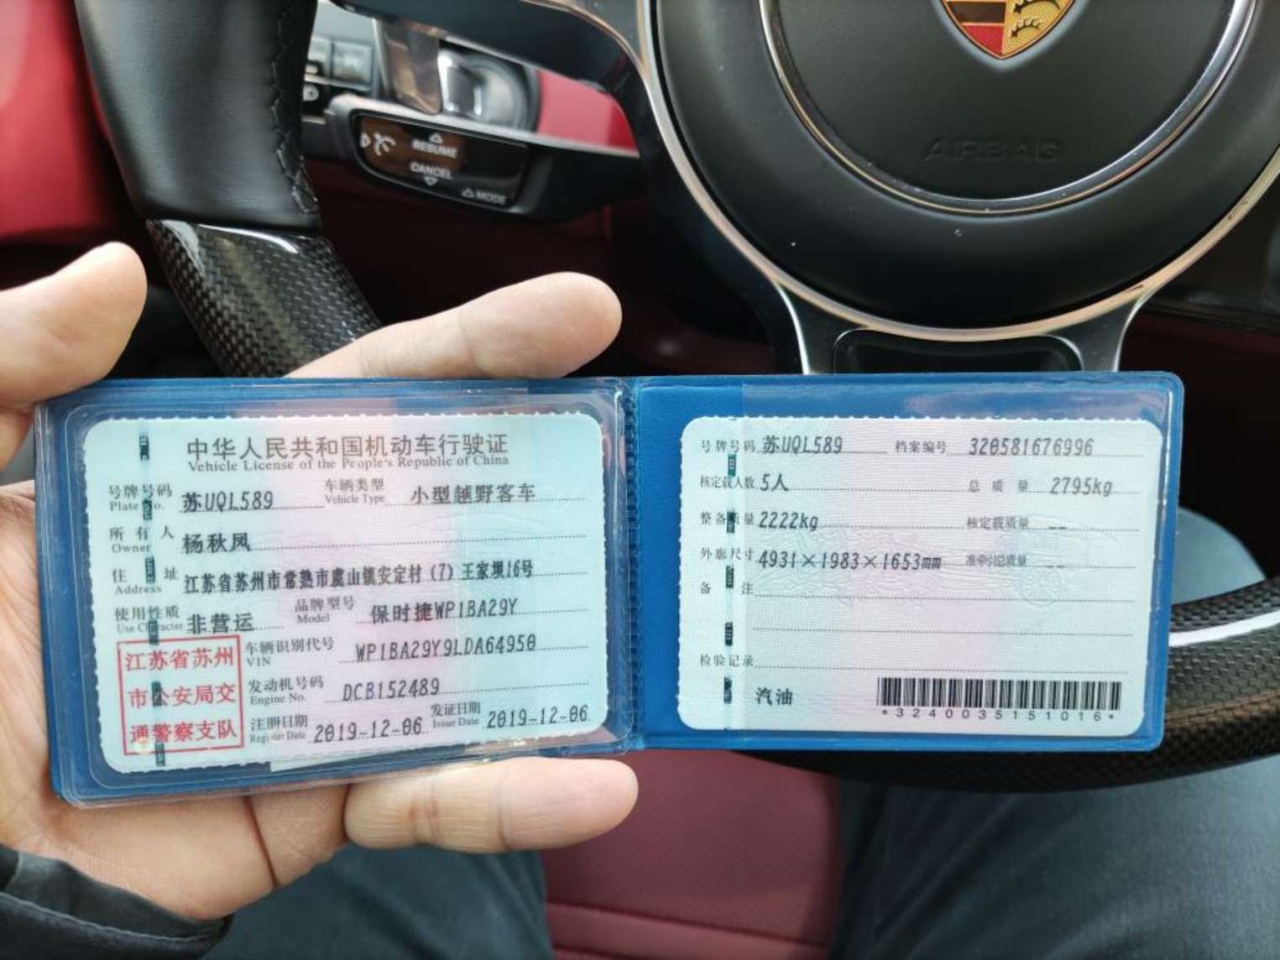 RESUME
CANCEL
MODE
AIRBAG
中华人民共和国机动车行驶证
Vehicle License of the People's Republic of China
号牌号码 Plate No. 苏UQL589 车辆类型 Vehicle Type 小型越野客车
所有人 Owner 杨秋凤
住址 Address 江苏省苏州市常熟市虞山镇安定村(7)王家坝16号
使用性质 Use Character 非营运 品牌型号 Model 保时捷WP1BA29Y
江苏省苏州
市公安局交
通警察支队
车辆识别代号 VIN WP1BA29Y9LDA64950
发动机号码 Engine No. DCB152489
注册日期 Register Date 2019-12-06 发证日期 Issue Date 2019-12-06
号牌号码 苏UQL589 档案编号 320581676996
核定载人数 5人 总质量 2795kg
整备质量 2222kg 核定载质量 --
外廓尺寸 4931×1983×1653mm 准牵引总质量 --
备注
检验记录
汽油
*3240035151016*